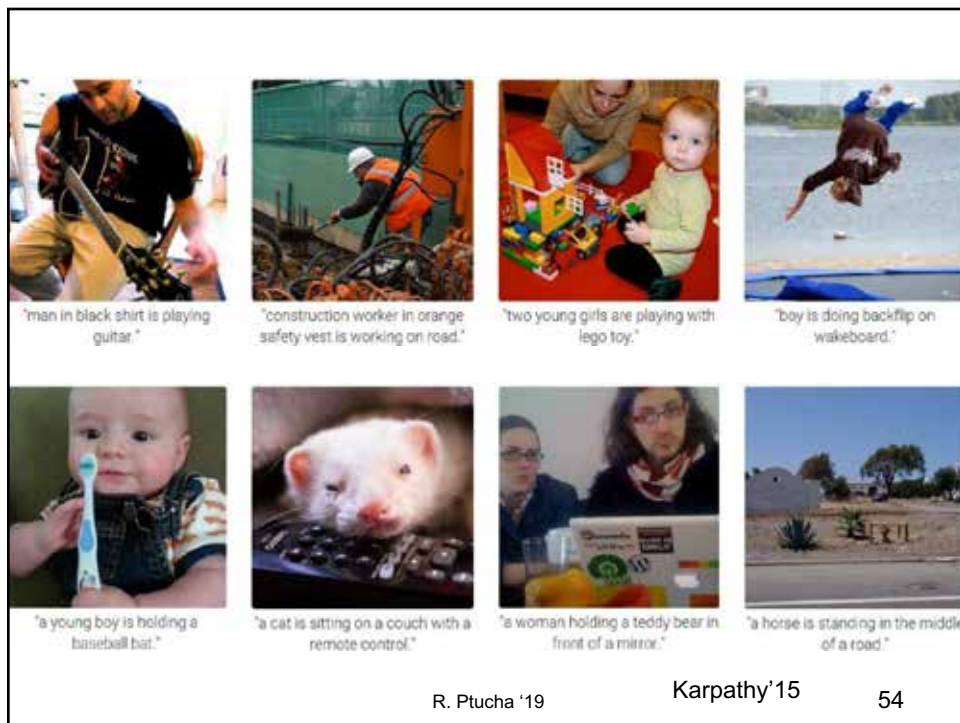 "man in black shirt is playing
guitar."
"construction worker in orange
safety vest is working on road."
"two young girls are playing with
lego toy."
"boy is doing backflip on
wakeboard."
"a young boy is holding a
baseball bat."
"a cat is sitting on a couch with a
remote control."
"a woman holding a teddy bear in
front of a mirror."
"a horse is standing in the middle
of a road."
R. Ptucha '19
Karpathy'15
54